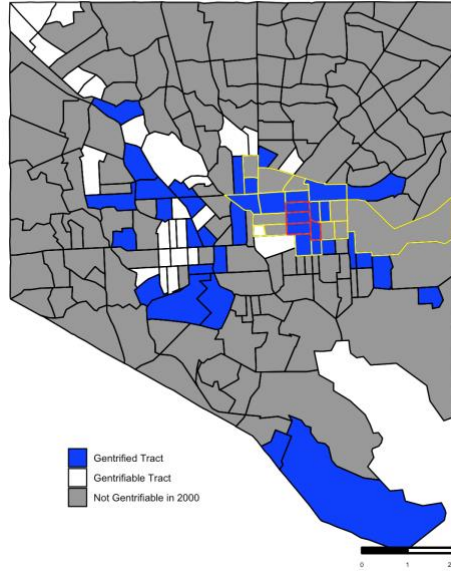 Gentrified Tract
Gentrifiable Tract
Not Gentrifiable in 2000
0 1 2